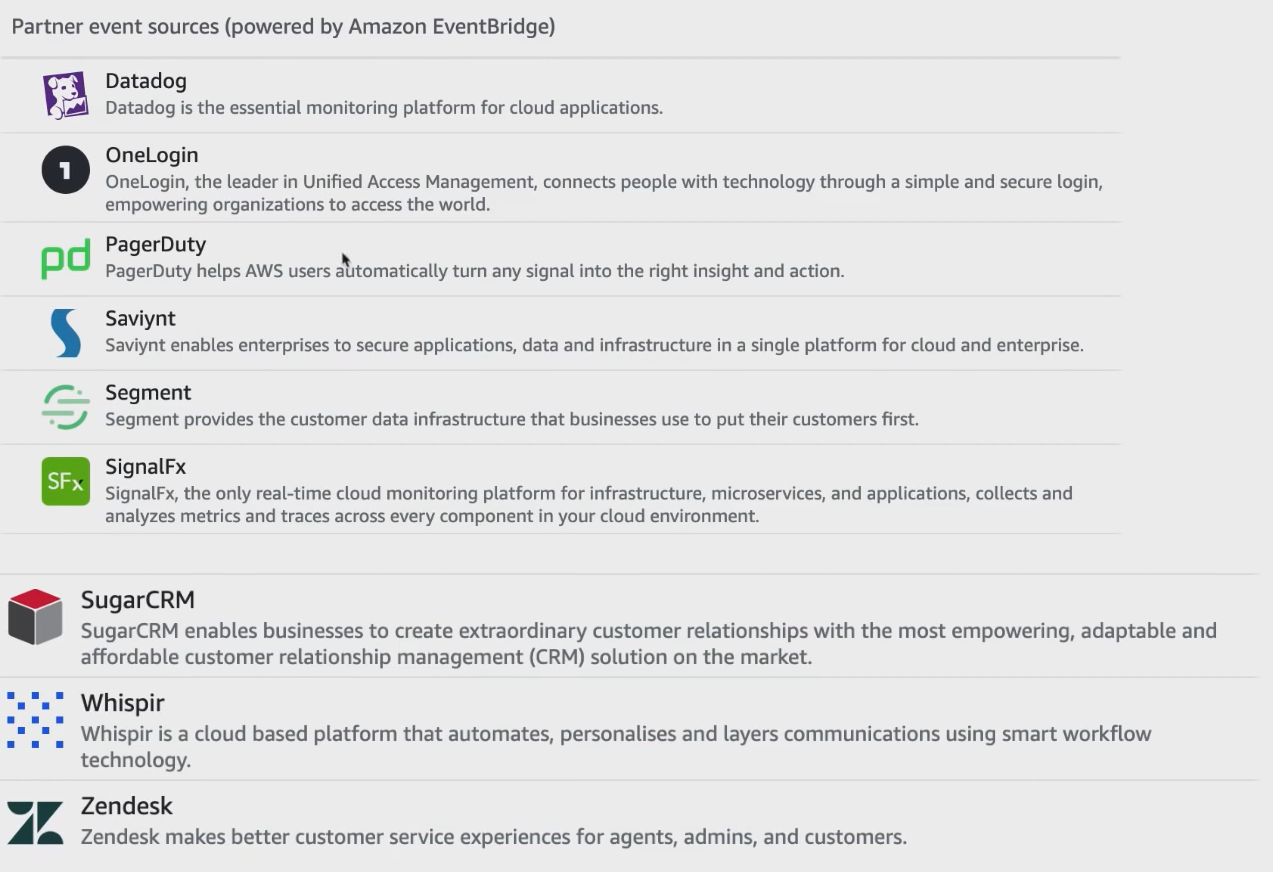 Partner event sources (powered by Amazon EventBridge)
Datadog
Datadog is the essential monitoring platform for cloud applications.
1
OneLogin
OneLogin, the leader in Unified Access Management, connects people with technology through a simple and secure login,
empowering organizations to access the world.
pd
PagerDuty
PagerDuty helps AWS users automatically turn any signal into the right insight and action.
Saviynt
Saviynt enables enterprises to secure applications, data and infrastructure in a single platform for cloud and enterprise.
Segment
Segment provides the customer data infrastructure that businesses use to put their customers first.
SFx
SignalFx
SignalFx, the only real-time cloud monitoring platform for infrastructure, microservices, and applications, collects and
analyzes metrics and traces across every component in your cloud environment.
SugarCRM
SugarCRM enables businesses to create extraordinary customer relationships with the most empowering, adaptable and
affordable customer relationship management (CRM) solution on the market.
Whispir
Whispir is a cloud based platform that automates, personalises and layers communications using smart workflow
technology.
Zendesk
Zendesk makes better customer service experiences for agents, admins, and customers.